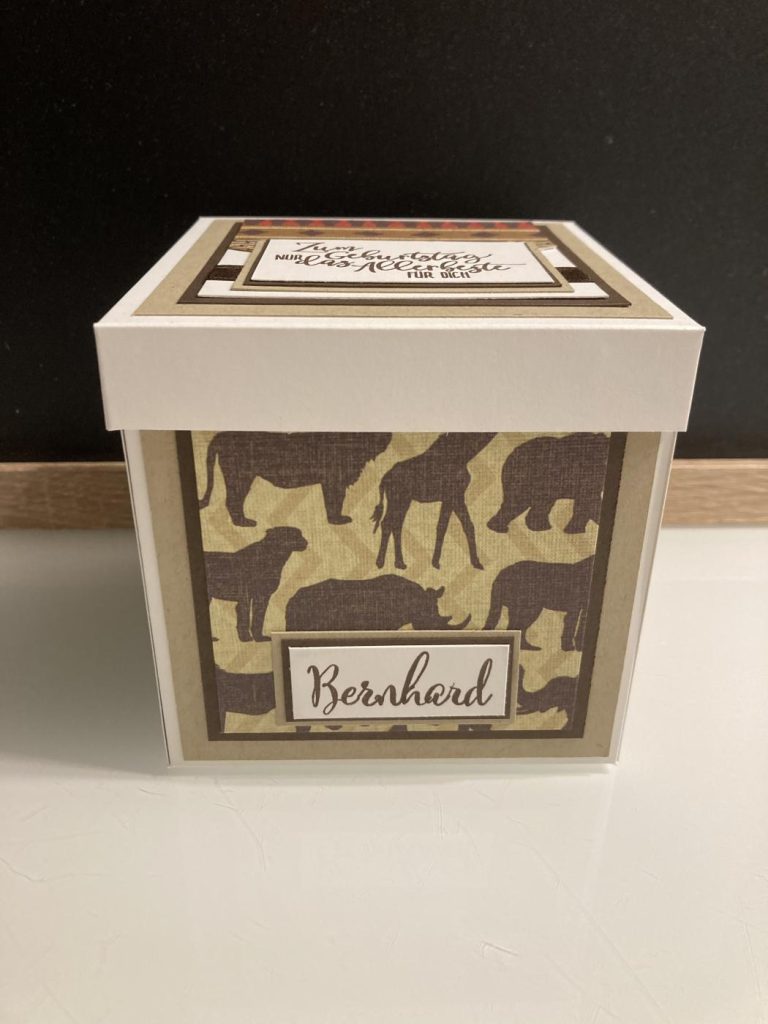 Zum
Geburtstag
NUR das Allerbeste
FÜR DICH
Bernhard